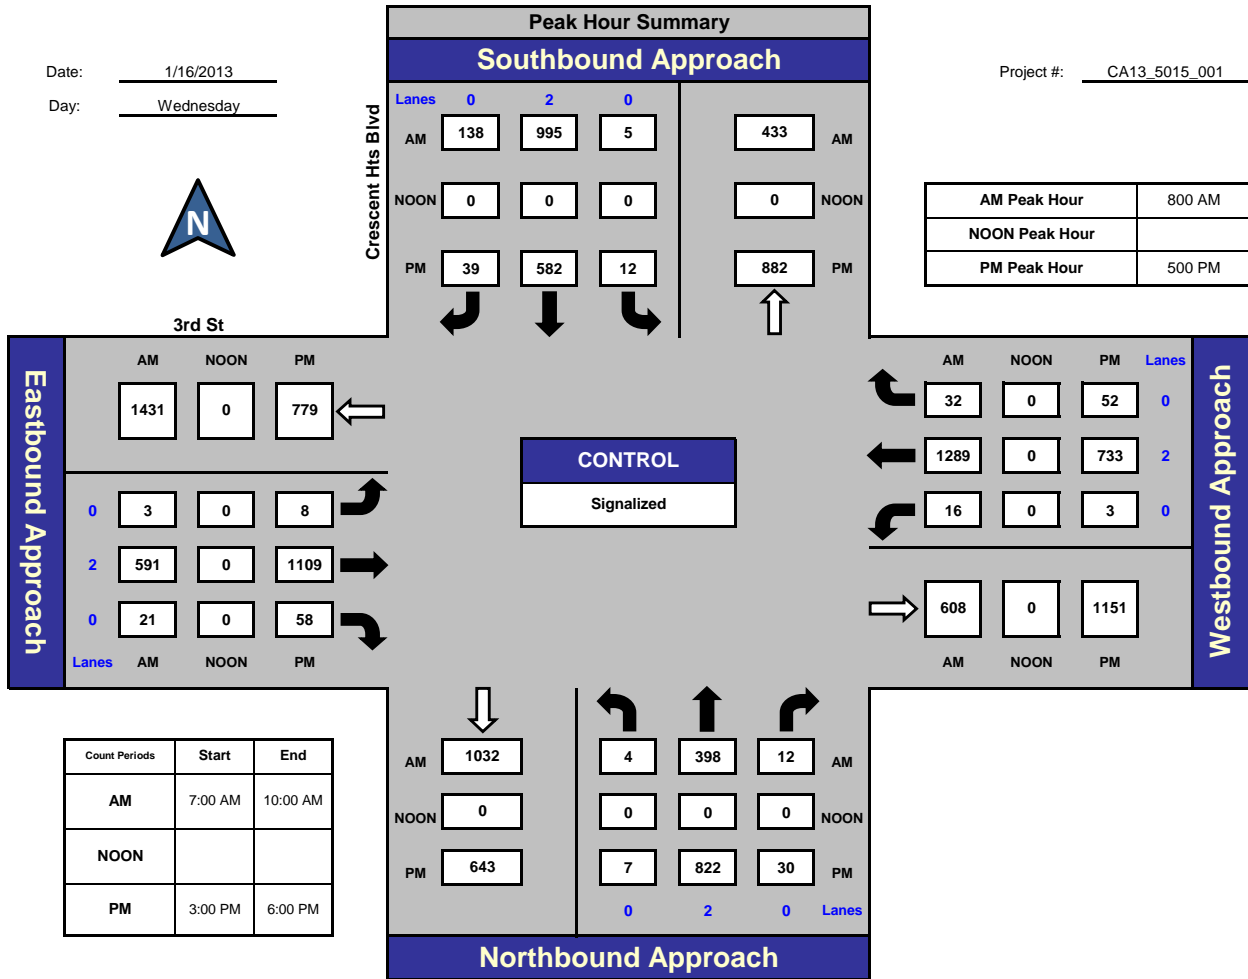 Peak Hour Summary
Southbound Approach
Date: 1/16/2013
Project #: CA13_5015_001
Day: Wednesday
Crescent Hts Blvd
Lanes 0 2 0
AM 138 995 5 433 AM
NOON 0 0 0 0 NOON
PM 39 582 12 882 PM
N
AM Peak Hour 800 AM
NOON Peak Hour
PM Peak Hour 500 PM
3rd St
Eastbound Approach
AM NOON PM
1431 0 779
0 3 0 8
2 591 0 1109
0 21 0 58
Lanes AM NOON PM
CONTROL
Signalized
AM NOON PM Lanes
32 0 52 0
1289 0 733 2
16 0 3 0
608 0 1151
AM NOON PM
Westbound Approach
Count Periods Start End
AM 7:00 AM 10:00 AM
NOON
PM 3:00 PM 6:00 PM
AM 1032 4 398 12 AM
NOON 0 0 0 0 NOON
PM 643 7 822 30 PM
0 2 0 Lanes
Northbound Approach